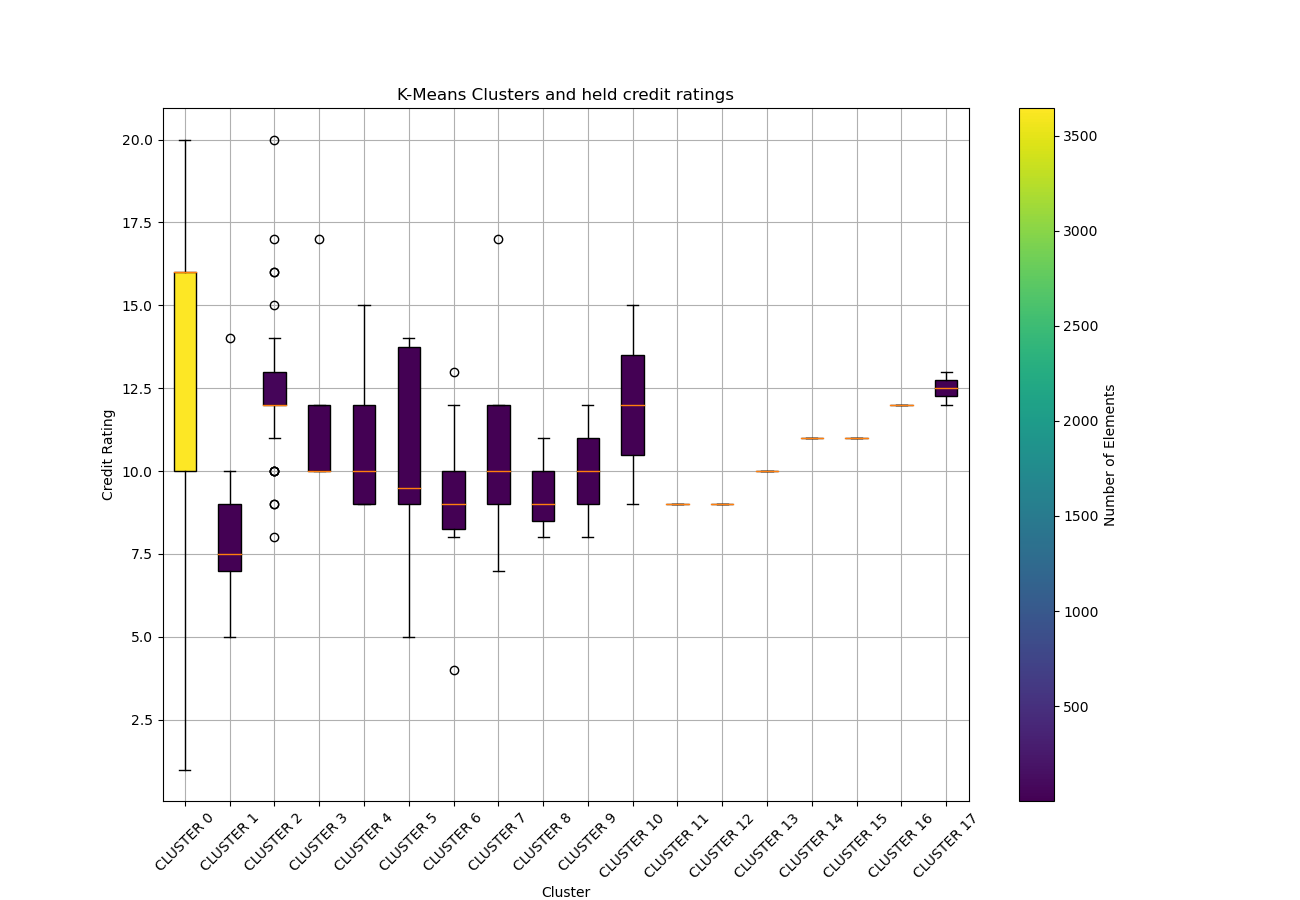 K-Means Clusters and held credit ratings
20.0
17.5
15.0
12.5
10.0
7.5
5.0
2.5
Credit Rating
CLUSTER 0
CLUSTER 1
CLUSTER 2
CLUSTER 3
CLUSTER 4
CLUSTER 5
CLUSTER 6
CLUSTER 7
CLUSTER 8
CLUSTER 9
CLUSTER 10
CLUSTER 11
CLUSTER 12
CLUSTER 13
CLUSTER 14
CLUSTER 15
CLUSTER 16
CLUSTER 17
Cluster
3500
3000
2500
2000
1500
1000
500
Number of Elements